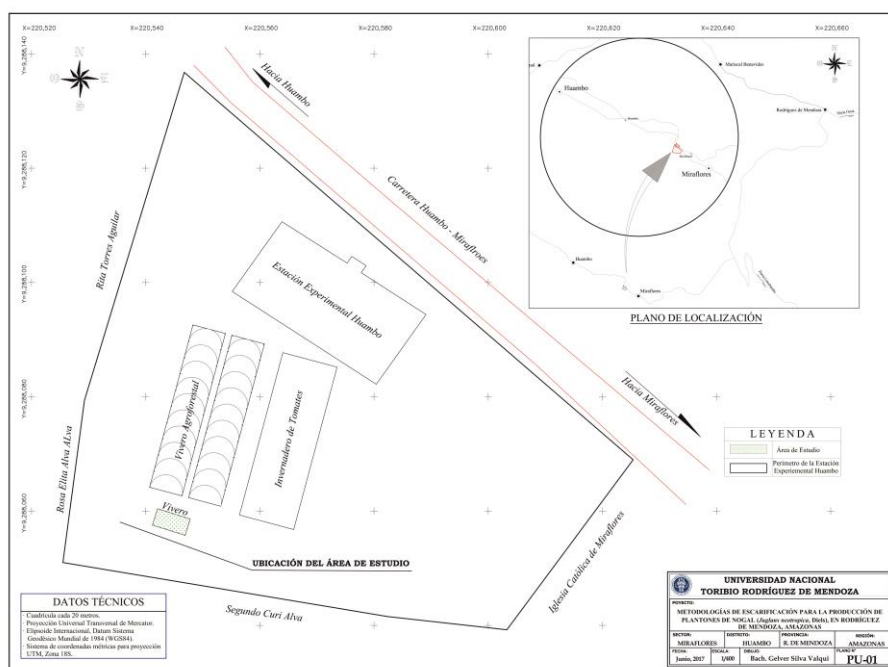 X=220,520
X=220,540
X=220,560
X=220,580
X=220,600
X=220,620
X=220,640
X=220,660
Y=9,288,140
Y=9,288,120
Y=9,288,100
Y=9,288,080
Y=9,288,060
N
Hacia Huambo
Carretera Huambo - Miraflroes
Hacia Miraflores
Rita Torres Aguilar
Rosa Elita Alva ALva
Segundo Curi Alva
Iglesia Católica de Miraflores
Estación Experimental Huambo
Vivero Agroforestal
Invernadero de Tomates
Vivero
UBICACIÓN DEL ÁREA DE ESTUDIO
Mariscal Benavides
Huambo
Rodríguez de Mendoza
Miraflores
Huambo
Miraflores
PLANO DE LOCALIZACIÓN
LEYENDA
Área de Estudio
Perímetro de la Estación
Experiemental Huambo
DATOS TÉCNICOS
· Cuadrícula cada 20 metros.
· Proyección Universal Transversal de Mercator.
· Elipsoide Internacional, Datum Sistema
Geodésico Mundial de 1984 (WGS84).
· Sistema de coordenadas métricas para proyección
UTM, Zona 18S.
UNIVERSIDAD NACIONAL
TORIBIO RODRÍGUEZ DE MENDOZA
PROYECTO:
METODOLOGÍAS DE ESCARIFICACIÓN PARA LA PRODUCCIÓN DE
PLANTONES DE NOGAL (Juglans neotropica, Diels), EN RODRÍGUEZ
DE MENDOZA, AMAZONAS
SECTOR: DISTRITO: PROVINCIA: REGIÓN:
MIRAFLORES HUAMBO R. DE MENDOZA AMAZONAS
FECHA: ESCALA: DIBUJO: PLANO Nº
Junio, 2017 1/600 Bach. Gelver Silva Valqui PU-01